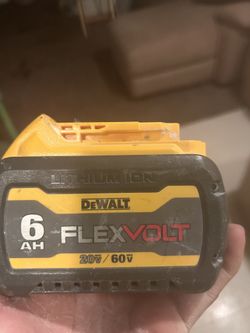 LITHIUM ION
DEWALT
6
AH
FLEXVOLT
20V/60V